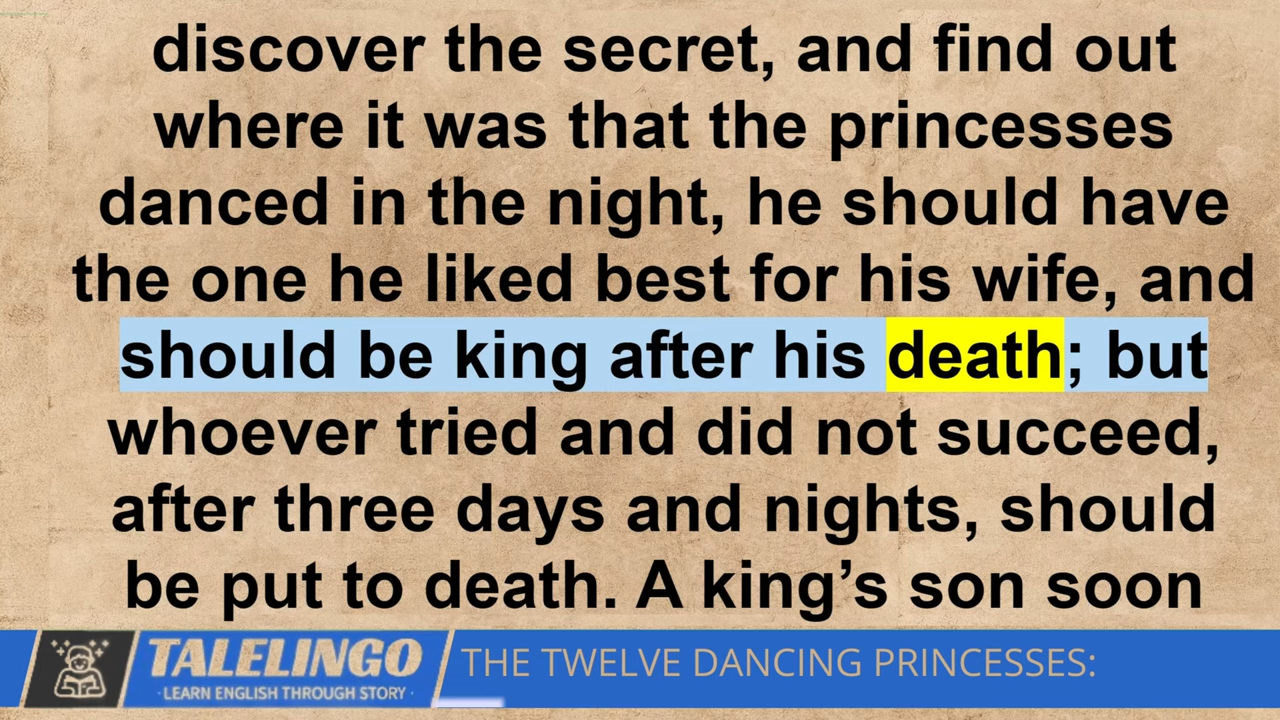 discover the secret, and find out
where it was that the princesses
danced in the night, he should have
the one he liked best for his wife, and
should be king after his death; but
whoever tried and did not succeed,
after three days and nights, should
be put to death. A king’s son soon
TALELINGO
· LEARN ENGLISH THROUGH STORY ·
THE TWELVE DANCING PRINCESSES: